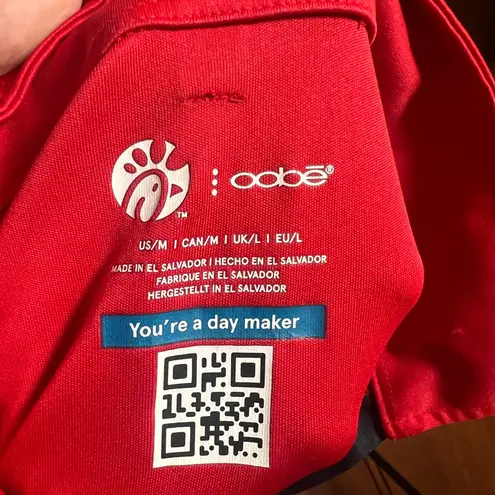 oobe®
TM
US/M | CAN/M | UK/L | EU/L
MADE IN EL SALVADOR | HECHO EN EL SALVADOR
FABRIQUE EN EL SALVADOR
HERGESTELLT IN EL SALVADOR
You're a day maker